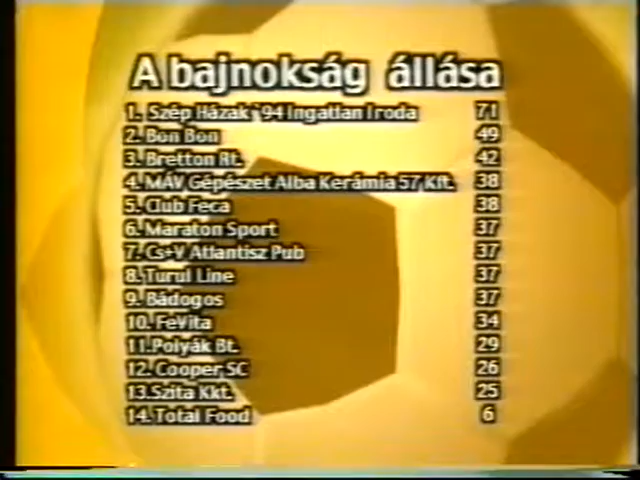 A bajnokság állása
1. Szép Házak '94 Ingatlan Iroda 71
2. Bon Bon 49
3. Bretton Rt. 42
4. MÁV Gépészet Alba Kerámia 57 Kft. 38
5. Club Feca 38
6. Maraton Sport 37
7. Cs+V Atlantisz Pub 37
8. Turul Line 37
9. Bádogos 37
10. FeVita 34
11. Polyák Bt. 29
12. Cooper SC 26
13. Szita Kkt. 25
14. Total Food 6